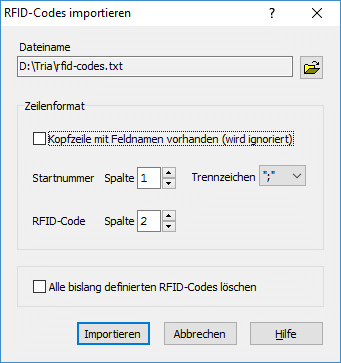 RFID-Codes importieren
Dateiname
D:\Tria\rfid-codes.txt
Zeilenformat
Kopfzeile mit Feldnamen vorhanden (wird ignoriert)
Startnummer Spalte 1 Trennzeichen ";"
RFID-Code Spalte 2
Alle bislang definierten RFID-Codes löschen
Importieren Abbrechen Hilfe